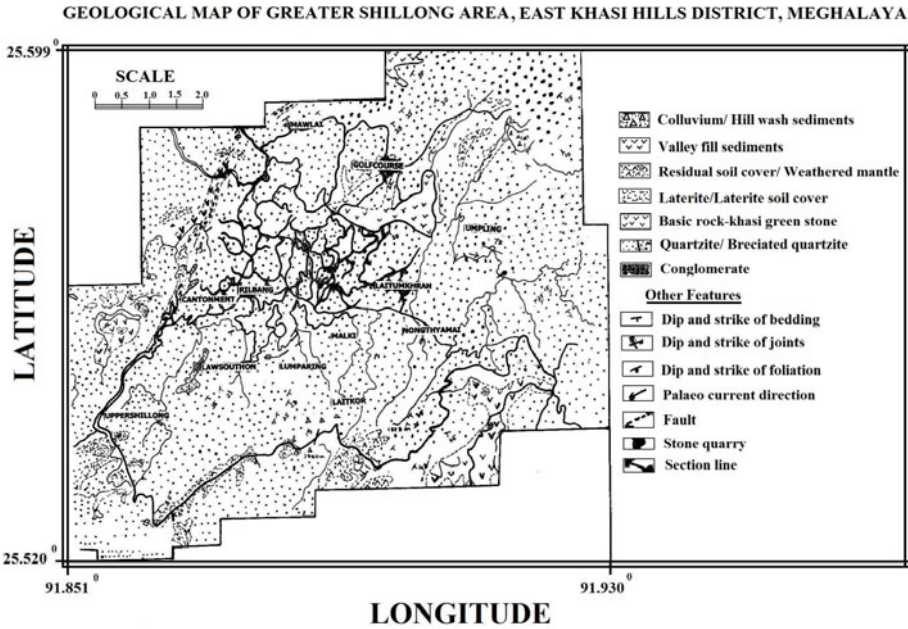 GEOLOGICAL MAP OF GREATER SHILLONG AREA, EAST KHASI HILLS DISTRICT, MEGHALAYA
25.599⁰
SCALE
0 0.5 1.0 2.0
MAWLAI
GOLFCOURSE
UMPLING
RILBANG
LAITUMKHRAH
CANTONMENT
NONGTHYAMAI
MALKI
LAWSOUTHON
LUMPARING
LAITKOR
UPPERSHILLONG
Colluvium/ Hill wash sediments
Valley fill sediments
Residual soil cover/ Weathered mantle
Laterite/Laterite soil cover
Basic rock-khasi green stone
Quartzite/ Breciated quartzite
Conglomerate
Other Features
Dip and strike of bedding
Dip and strike of joints
Dip and strike of foliation
Palaeo current direction
Fault
Stone quarry
Section line
LATITUDE
25.520⁰
91.851⁰
91.930⁰
LONGITUDE